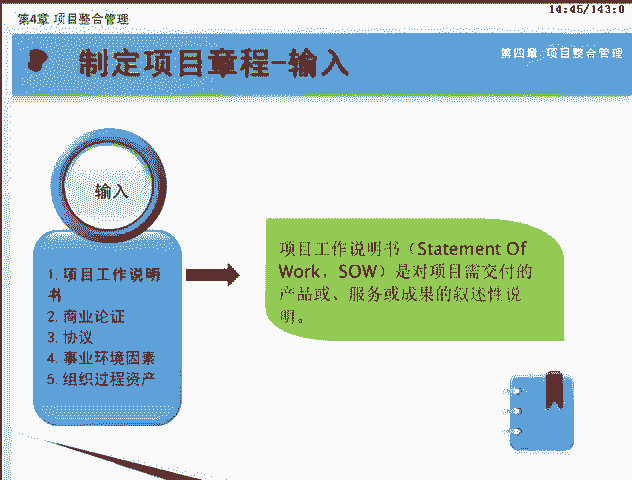 第4章 项目整合管理
14:45/143:0
制定项目章程-输入
第四章 项目整合管理
输入
1. 项目工作说明
书
2. 商业论证
3. 协议
4. 事业环境因素
5. 组织过程资产
项目工作说明书（Statement Of
Work，SOW）是对项目需交付的
产品或、服务或成果的叙述性说
明。